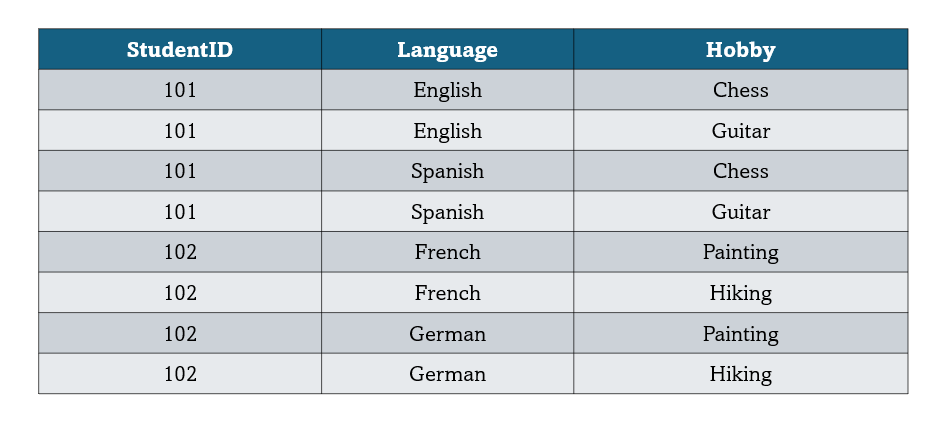 StudentID Language Hobby
101 English Chess
101 English Guitar
101 Spanish Chess
101 Spanish Guitar
102 French Painting
102 French Hiking
102 German Painting
102 German Hiking